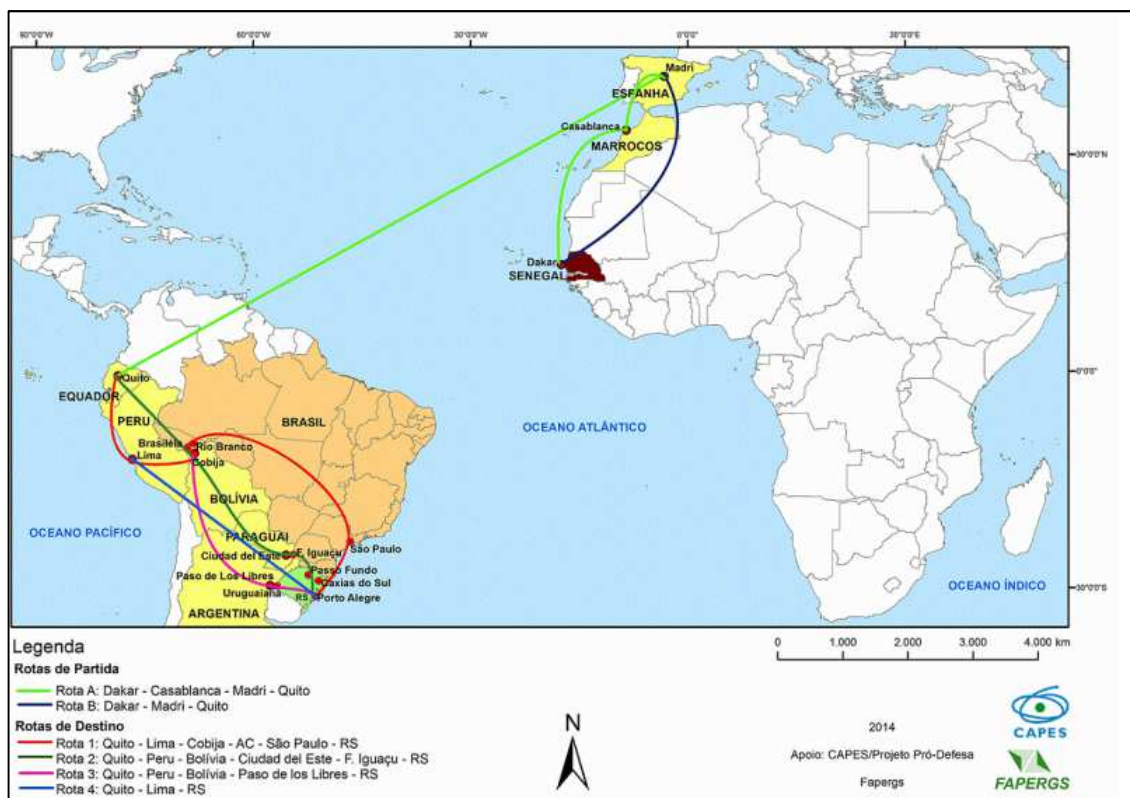 90°0'0"O 60°0'0"O 30°0'0"O 0°0'0" 30°0'0"E
Madri
ESFANHA
Casablanca
MARROCOS
30°0'0"N
Dakar
SENEGAL
Quito
0°0'0"
EQUADOR
BRASIL
PERU
OCEANO ATLÂNTICO
Brasiléia
Rio Branco
Lima
Cobija
BOLÍVIA
OCEANO PACÍFICO
PARAGUAI
São Paulo
Ciudad del Este
F. Iguaçu
Passo Fundo
Paso de Los Libres
Caxias do Sul
OCEANO ÍNDICO
30°0'0"S
Uruguaiana
RS
Porto Alegre
ARGENTINA
Legenda
0 1.000 2.000 3.000 4.000 km
Rotas de Partida
Rota A: Dakar - Casablanca - Madri - Quito
Rota B: Dakar - Madri - Quito
Rotas de Destino
Rota 1: Quito - Lima - Cobija - AC - São Paulo - RS
Rota 2: Quito - Peru - Bolívia - Ciudad del Este - F. Iguaçu - RS
Rota 3: Quito - Peru - Bolívia - Paso de los Libres - RS
Rota 4: Quito - Lima - RS
N
2014
Apoio: CAPES/Projeto Pró-Defesa
Fapergs
CAPES
FAPERGS